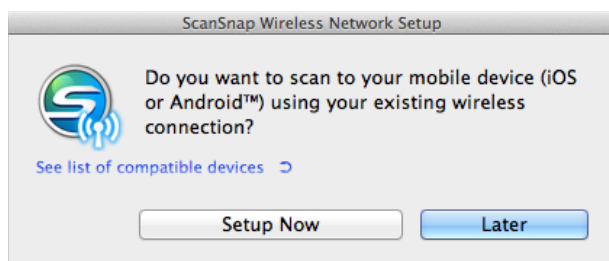 ScanSnap Wireless Network Setup
Do you want to scan to your mobile device (iOS
or Android™) using your existing wireless
connection?
See list of compatible devices
Setup Now
Later